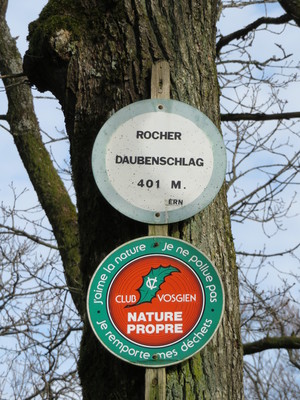 ROCHER
DAUBENSCHLAG
401 M.
ERN
j'aime la nature • Je ne pollue pas
CV
CLUB VOSGIEN
NATURE
PROPRE
je remporte mes déchets